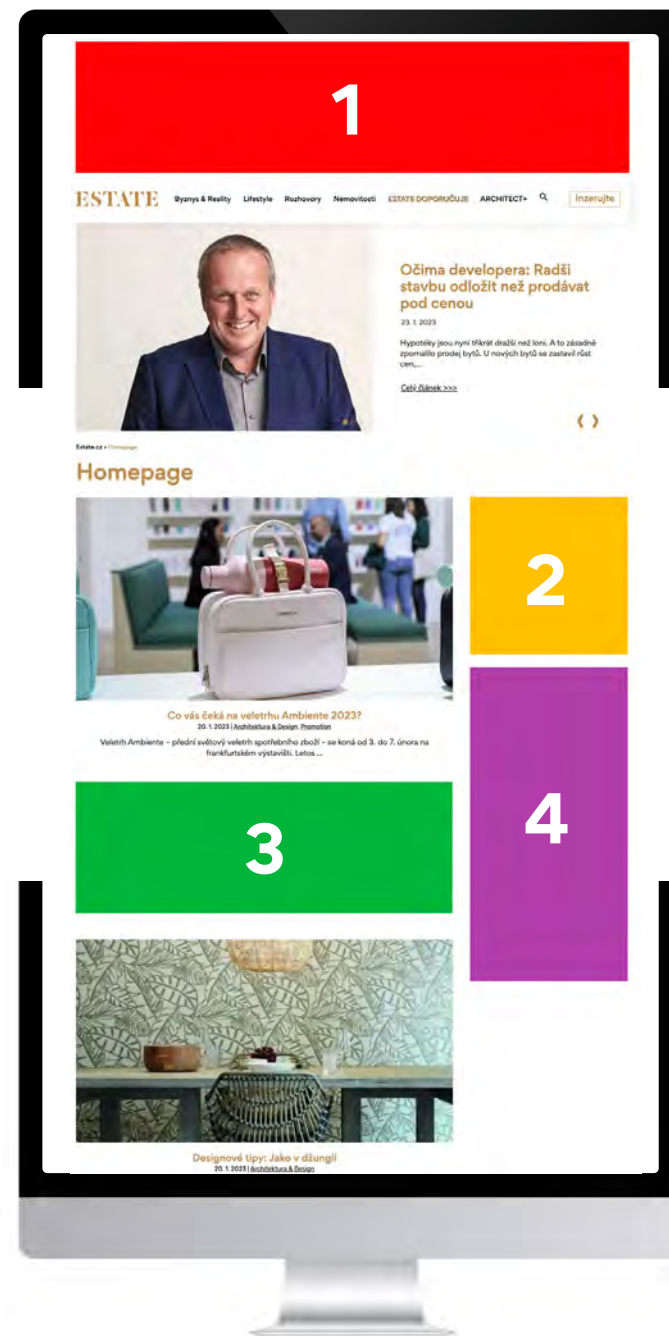 1
ESTATE Byznys & Reality Lifestyle Rozhovory Nemovitosti ESTATE DOPORUČUJE ARCHITECT+ Inzerujte
Očima developera: Radši
stavbu odložit než prodávat
pod cenou
23. 1. 2023
Hypotéky jsou nyní třikrát dražší než loni. A to zásadně
zpomalilo prodej bytů. U nových bytů se zastavil růst
cen,...
Celý článek >>>
Estate.cz • Homepage
Homepage
2
Co vás čeká na veletrhu Ambiente 2023?
20. 1. 2023 | Architektura & Design, Promotion
Veletrh Ambiente – přední světový veletrh spotřebního zboží – se koná od 3. do 7. února na
frankfurtském výstavišti. Letos ...
3
4
Designové tipy: Jako v džungli
20. 1. 2023 | Architektura & Design